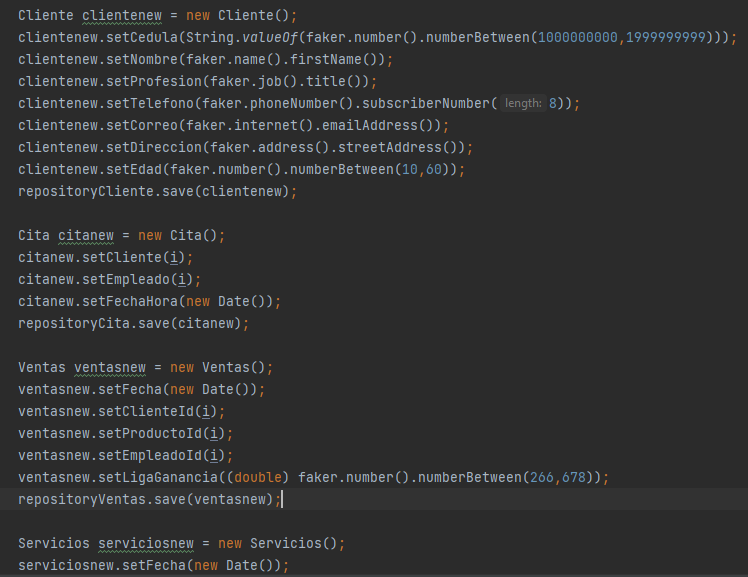 Cliente clientenew = new Cliente();
clientenew.setCedula(String.valueOf(faker.number().numberBetween(1000000000,1999999999)));
clientenew.setNombre(faker.name().firstName());
clientenew.setProfesion(faker.job().title());
clientenew.setTelefono(faker.phoneNumber().subscriberNumber( length: 8));
clientenew.setCorreo(faker.internet().emailAddress());
clientenew.setDireccion(faker.address().streetAddress());
clientenew.setEdad(faker.number().numberBetween(10,60));
repositoryCliente.save(clientenew);
Cita citanew = new Cita();
citanew.setCliente(i);
citanew.setEmpleado(i);
citanew.setFechaHora(new Date());
repositoryCita.save(citanew);
Ventas ventasnew = new Ventas();
ventasnew.setFecha(new Date());
ventasnew.setClienteId(i);
ventasnew.setProductoId(i);
ventasnew.setEmpleadoId(i);
ventasnew.setLigaGanancia((double) faker.number().numberBetween(266,678));
repositoryVentas.save(ventasnew);
Servicios serviciosnew = new Servicios();
serviciosnew.setFecha(new Date());